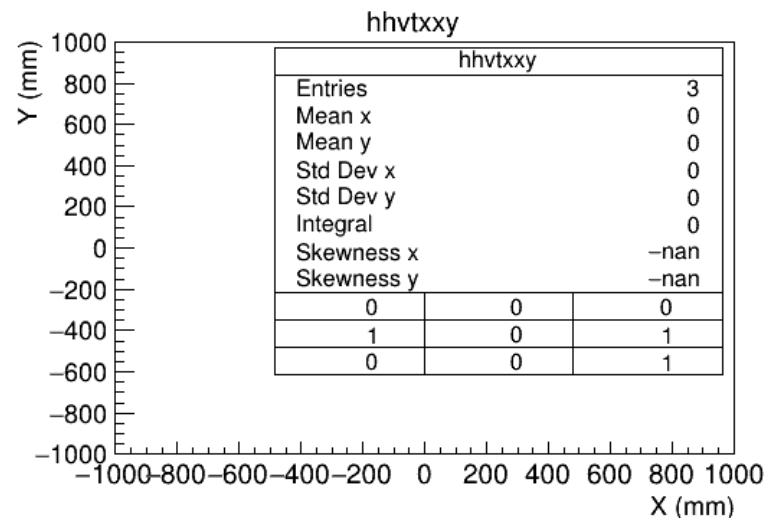 hhvtxxy
Y (mm)
1000
800
600
400
200
0
−200
−400
−600
−800
−1000
hhvtxxy
Entries 3
Mean x 0
Mean y 0
Std Dev x 0
Std Dev y 0
Integral 0
Skewness x −nan
Skewness y −nan
0 0 0
1 0 1
0 0 1
−1000 −800 −600 −400 −200 0 200 400 600 800 1000
X (mm)